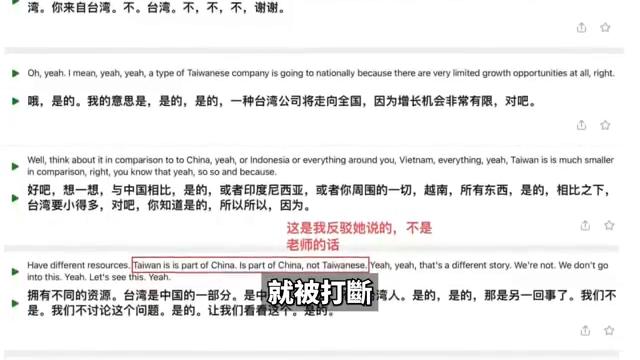 湾。你来自台湾。不。台湾。不，不，不，谢谢。
Oh, yeah. I mean, yeah, yeah, a type of Taiwanese company is going to nationally because there are very limited growth opportunities at all, right.
哦，是的。我的意思是，是的，是的，一种台湾公司将走向全国，因为增长机会非常有限，对吧。
Well, think about it in comparison to to China, yeah, or Indonesia or everything around you, Vietnam, everything, yeah, Taiwan is is much smaller
in comparison, right, you know that yeah, so so and because.
好吧，想一想，与中国相比，是的，或者印度尼西亚，或者你周围的一切，越南，所有东西，是的，相比之下，
台湾要小得多，对吧，你知道是的，所以所以，因为。
这是我反驳她说的，不是
老师的话
Have different resources. Taiwan is is part of China. Is part of China, not Taiwanese. Yeah, yeah, that's a different story. We're not. We don't go
into this. Yeah. Let's see this. Yeah.
拥有不同的资源。台湾是中国的一部分。是中 湾人。是的，是的，那是另一回事了。我们不
是。我们不讨论这个问题。是的。让我们看看这个。是的。
就被打斷